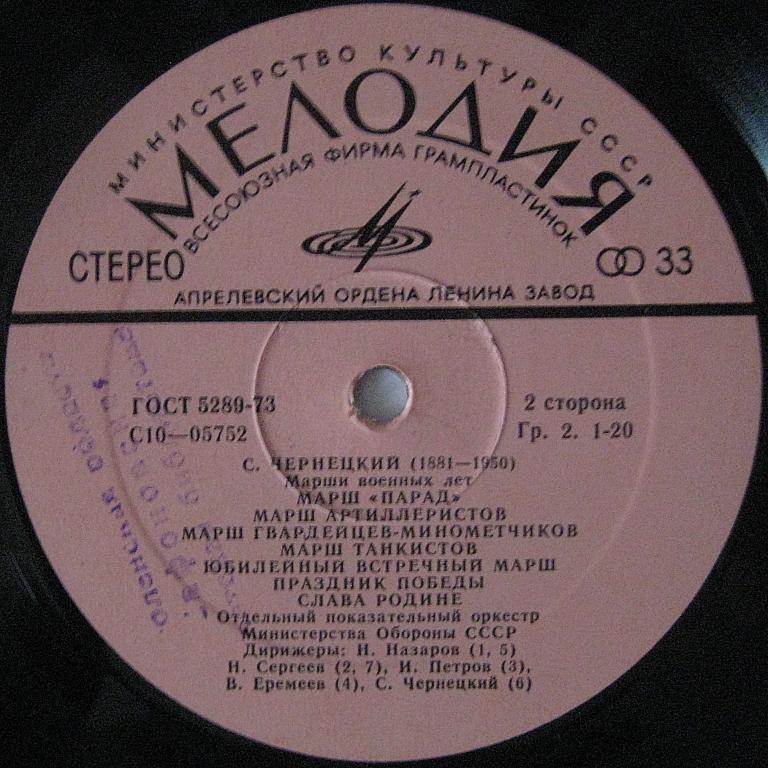 МИНИСТЕРСТВО КУЛЬТУРЫ СССР
МЕЛОДИЯ
ВСЕСОЮЗНАЯ ФИРМА ГРАМПЛАСТИНОК
СТЕРЕО
33
АПРЕЛЕВСКИЙ ОРДЕНА ЛЕНИНА ЗАВОД
ГОСТ 5289-73
2 сторона
С10—05752
Гр. 2. 1-20
С. ЧЕРНЕЦКИЙ (1881—1950)
Марши военных лет
МАРШ «ПАРАД»
МАРШ АРТИЛЛЕРИСТОВ
МАРШ ГВАРДЕЙЦЕВ-МИНОМЕТЧИКОВ
МАРШ ТАНКИСТОВ
ЮБИЛЕЙНЫЙ ВСТРЕЧНЫЙ МАРШ
ПРАЗДНИК ПОБЕДЫ
СЛАВА РОДИНЕ
Отдельный показательный оркестр
Министерства Обороны СССР
Дирижеры: Н. Назаров (1, 5)
Н. Сергеев (2, 7), И. Петров (3),
В. Еремеев (4), С. Чернецкий (6)